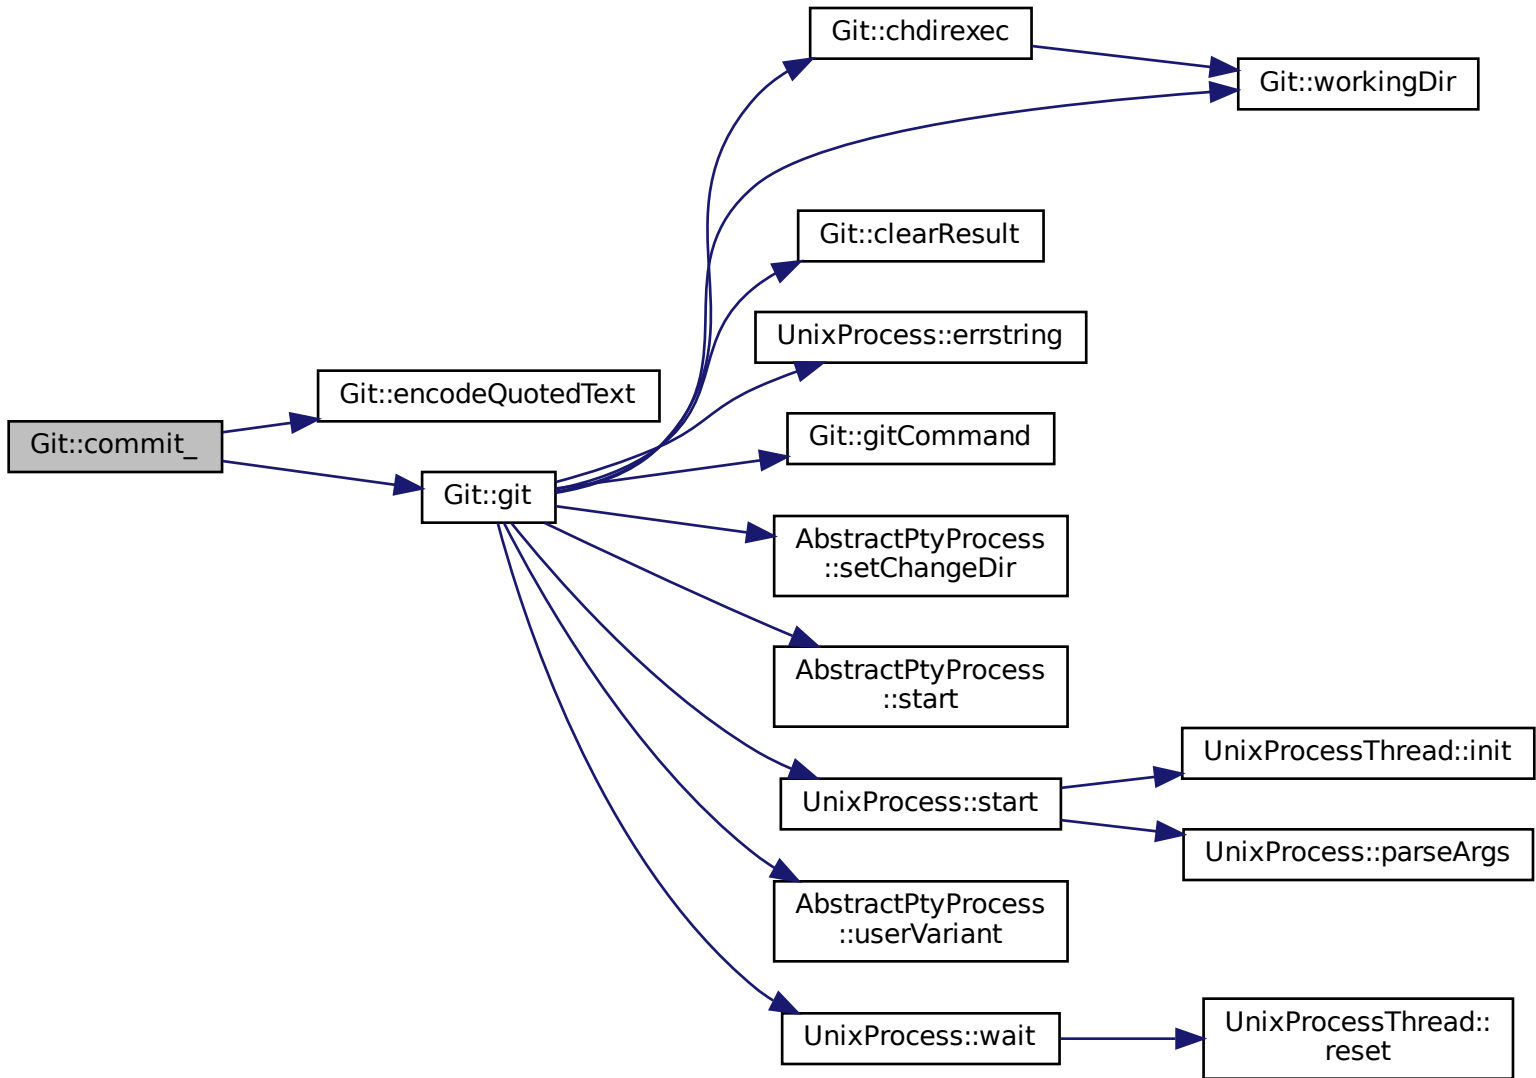 Git::chdirexec
Git::workingDir
Git::clearResult
UnixProcess::errstring
Git::encodeQuotedText
Git::gitCommand
Git::commit_
Git::git
AbstractPtyProcess
::setChangeDir
AbstractPtyProcess
::start
UnixProcessThread::init
UnixProcess::start
UnixProcess::parseArgs
AbstractPtyProcess
::userVariant
UnixProcess::wait
UnixProcessThread::
reset